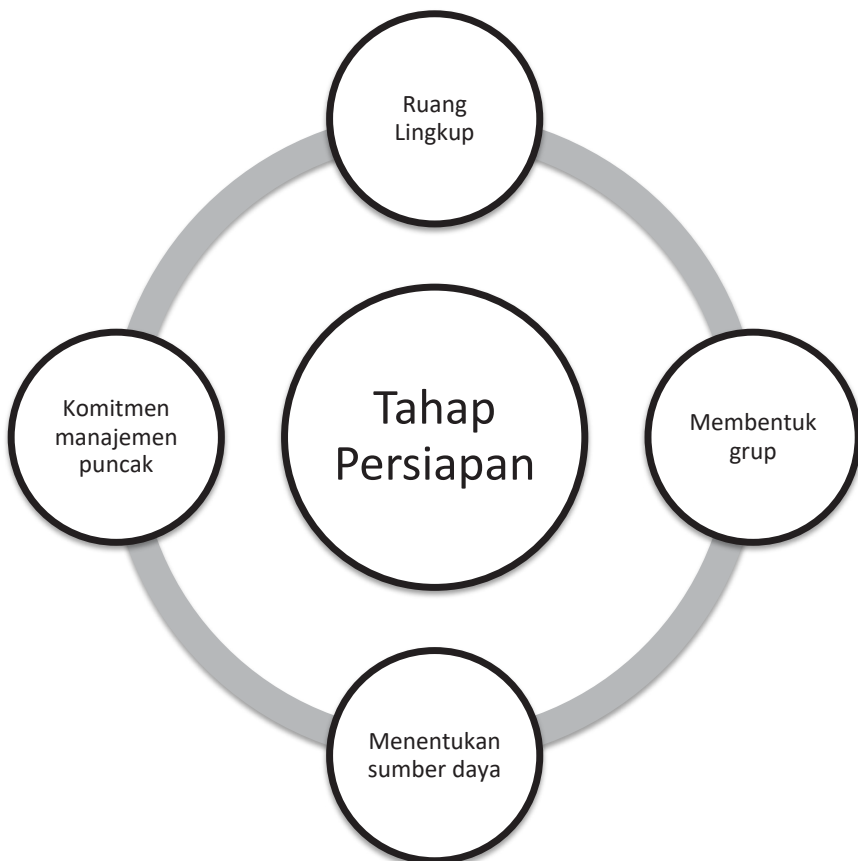 Ruang
Lingkup
Komitmen
manajemen
puncak
Tahap
Persiapan
Membentuk
grup
Menentukan
sumber daya